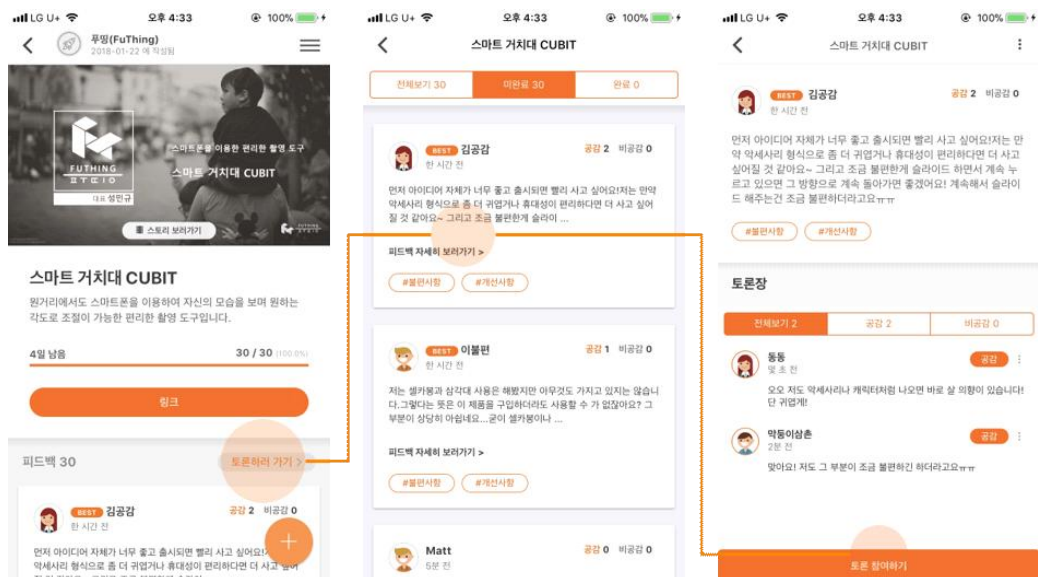 LG U+ 오후 4:33 100%
푸띵(FuThing)
2018-01-22 에 작성됨
FUTHING
대표 성민규
스마트폰을 이용한 편리한 촬영 도구
스마트 거치대 CUBIT
스토리 보러가기
스마트 거치대 CUBIT
원거리에서도 스마트폰을 이용하여 자신의 모습을 보며 원하는
각도로 조절이 가능한 편리한 촬영 도구입니다.
4일 남음 30 / 30 (100.0%)
링크
피드백 30 토론하러 가기 >
BEST 김공감 공감 2 비공감 0
한 시간 전
먼저 아이디어 자체가 너무 좋고 출시되면 빨리 사고 싶어요!
악세사리 형식으로 좀 더 귀엽거나 휴대성이 편리하다면 더 사고
LG U+ 오후 4:33 100%
스마트 거치대 CUBIT
전체보기 30 미완료 30 완료 0
BEST 김공감 공감 2 비공감 0
한 시간 전
먼저 아이디어 자체가 너무 좋고 출시되면 빨리 사고 싶어요!저는 만약
악세사리 형식으로 좀 더 귀엽거나 휴대성이 편리하다면 더 사고 싶어
질 것 같아요~ 그리고 조금 불편한게 슬라이 ...
피드백 자세히 보러가기 >
#불편사항 #개선사항
BEST 이불편 공감 1 비공감 0
한 시간 전
저는 셀카봉과 삼각대 사용은 해봤지만 아무것도 가지고 있지는 않습니
다.그렇다는 뜻은 이 제품을 구입하더라도 사용할 수 가 없잖아요? 그
부분이 상당히 아쉽네요...굳이 셀카봉이나 ...
피드백 자세히 보러가기 >
#불편사항 #개선사항
Matt 공감 0 비공감 0
5분 전
LG U+ 오후 4:33 100%
스마트 거치대 CUBIT
BEST 김공감 공감 2 비공감 0
한 시간 전
먼저 아이디어 자체가 너무 좋고 출시되면 빨리 사고 싶어요!저는 만
약 악세사리 형식으로 좀 더 귀엽거나 휴대성이 편리하다면 더 사고
싶어질 것 같아요~ 그리고 조금 불편한게 슬라이드 하면서 계속 누
르고 있으면 그 방향으로 계속 돌아가면 좋겠어요! 계속해서 슬라이
드 해주는건 조금 불편하더라고요ㅠㅠ
#불편사항 #개선사항
토론장
전체보기 2 공감 2 비공감 0
동동 공감
몇 초 전
오오 저도 악세사리나 캐릭터처럼 나오면 바로 살 의향이 있습니다!
단 귀엽게!
악동이삼촌 공감
2분 전
맞아요! 저도 그 부분이 조금 불편하긴 하더라고요ㅠㅠ
토론 참여하기